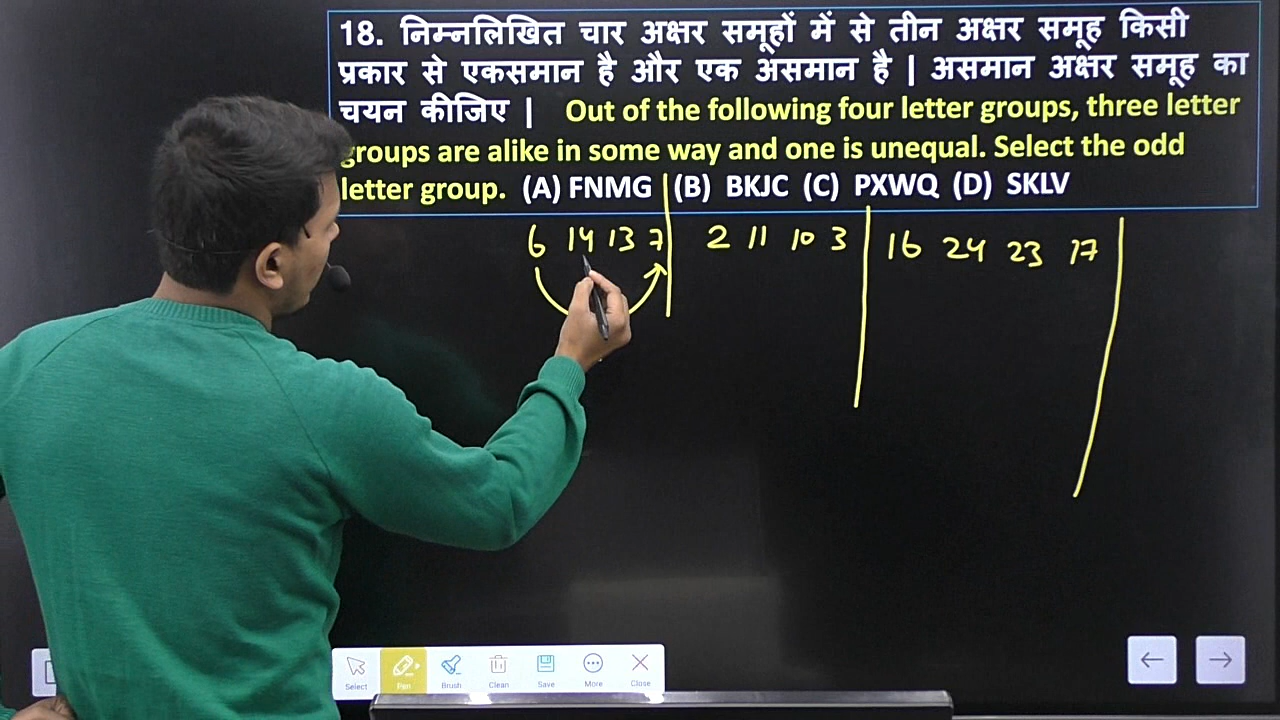 18. निम्नलिखित चार अक्षर समूहों में से तीन अक्षर समूह किसी
प्रकार से एकसमान है और एक असमान है | असमान अक्षर समूह का
चयन कीजिए | Out of the following four letter groups, three letter
groups are alike in some way and one is unequal. Select the odd
letter group. (A) FNMG (B) BKJC (C) PXWQ (D) SKLV
6 14 13 7 2 11 10 3 16 24 23 17
Select Pen Brush Clean Save More Close